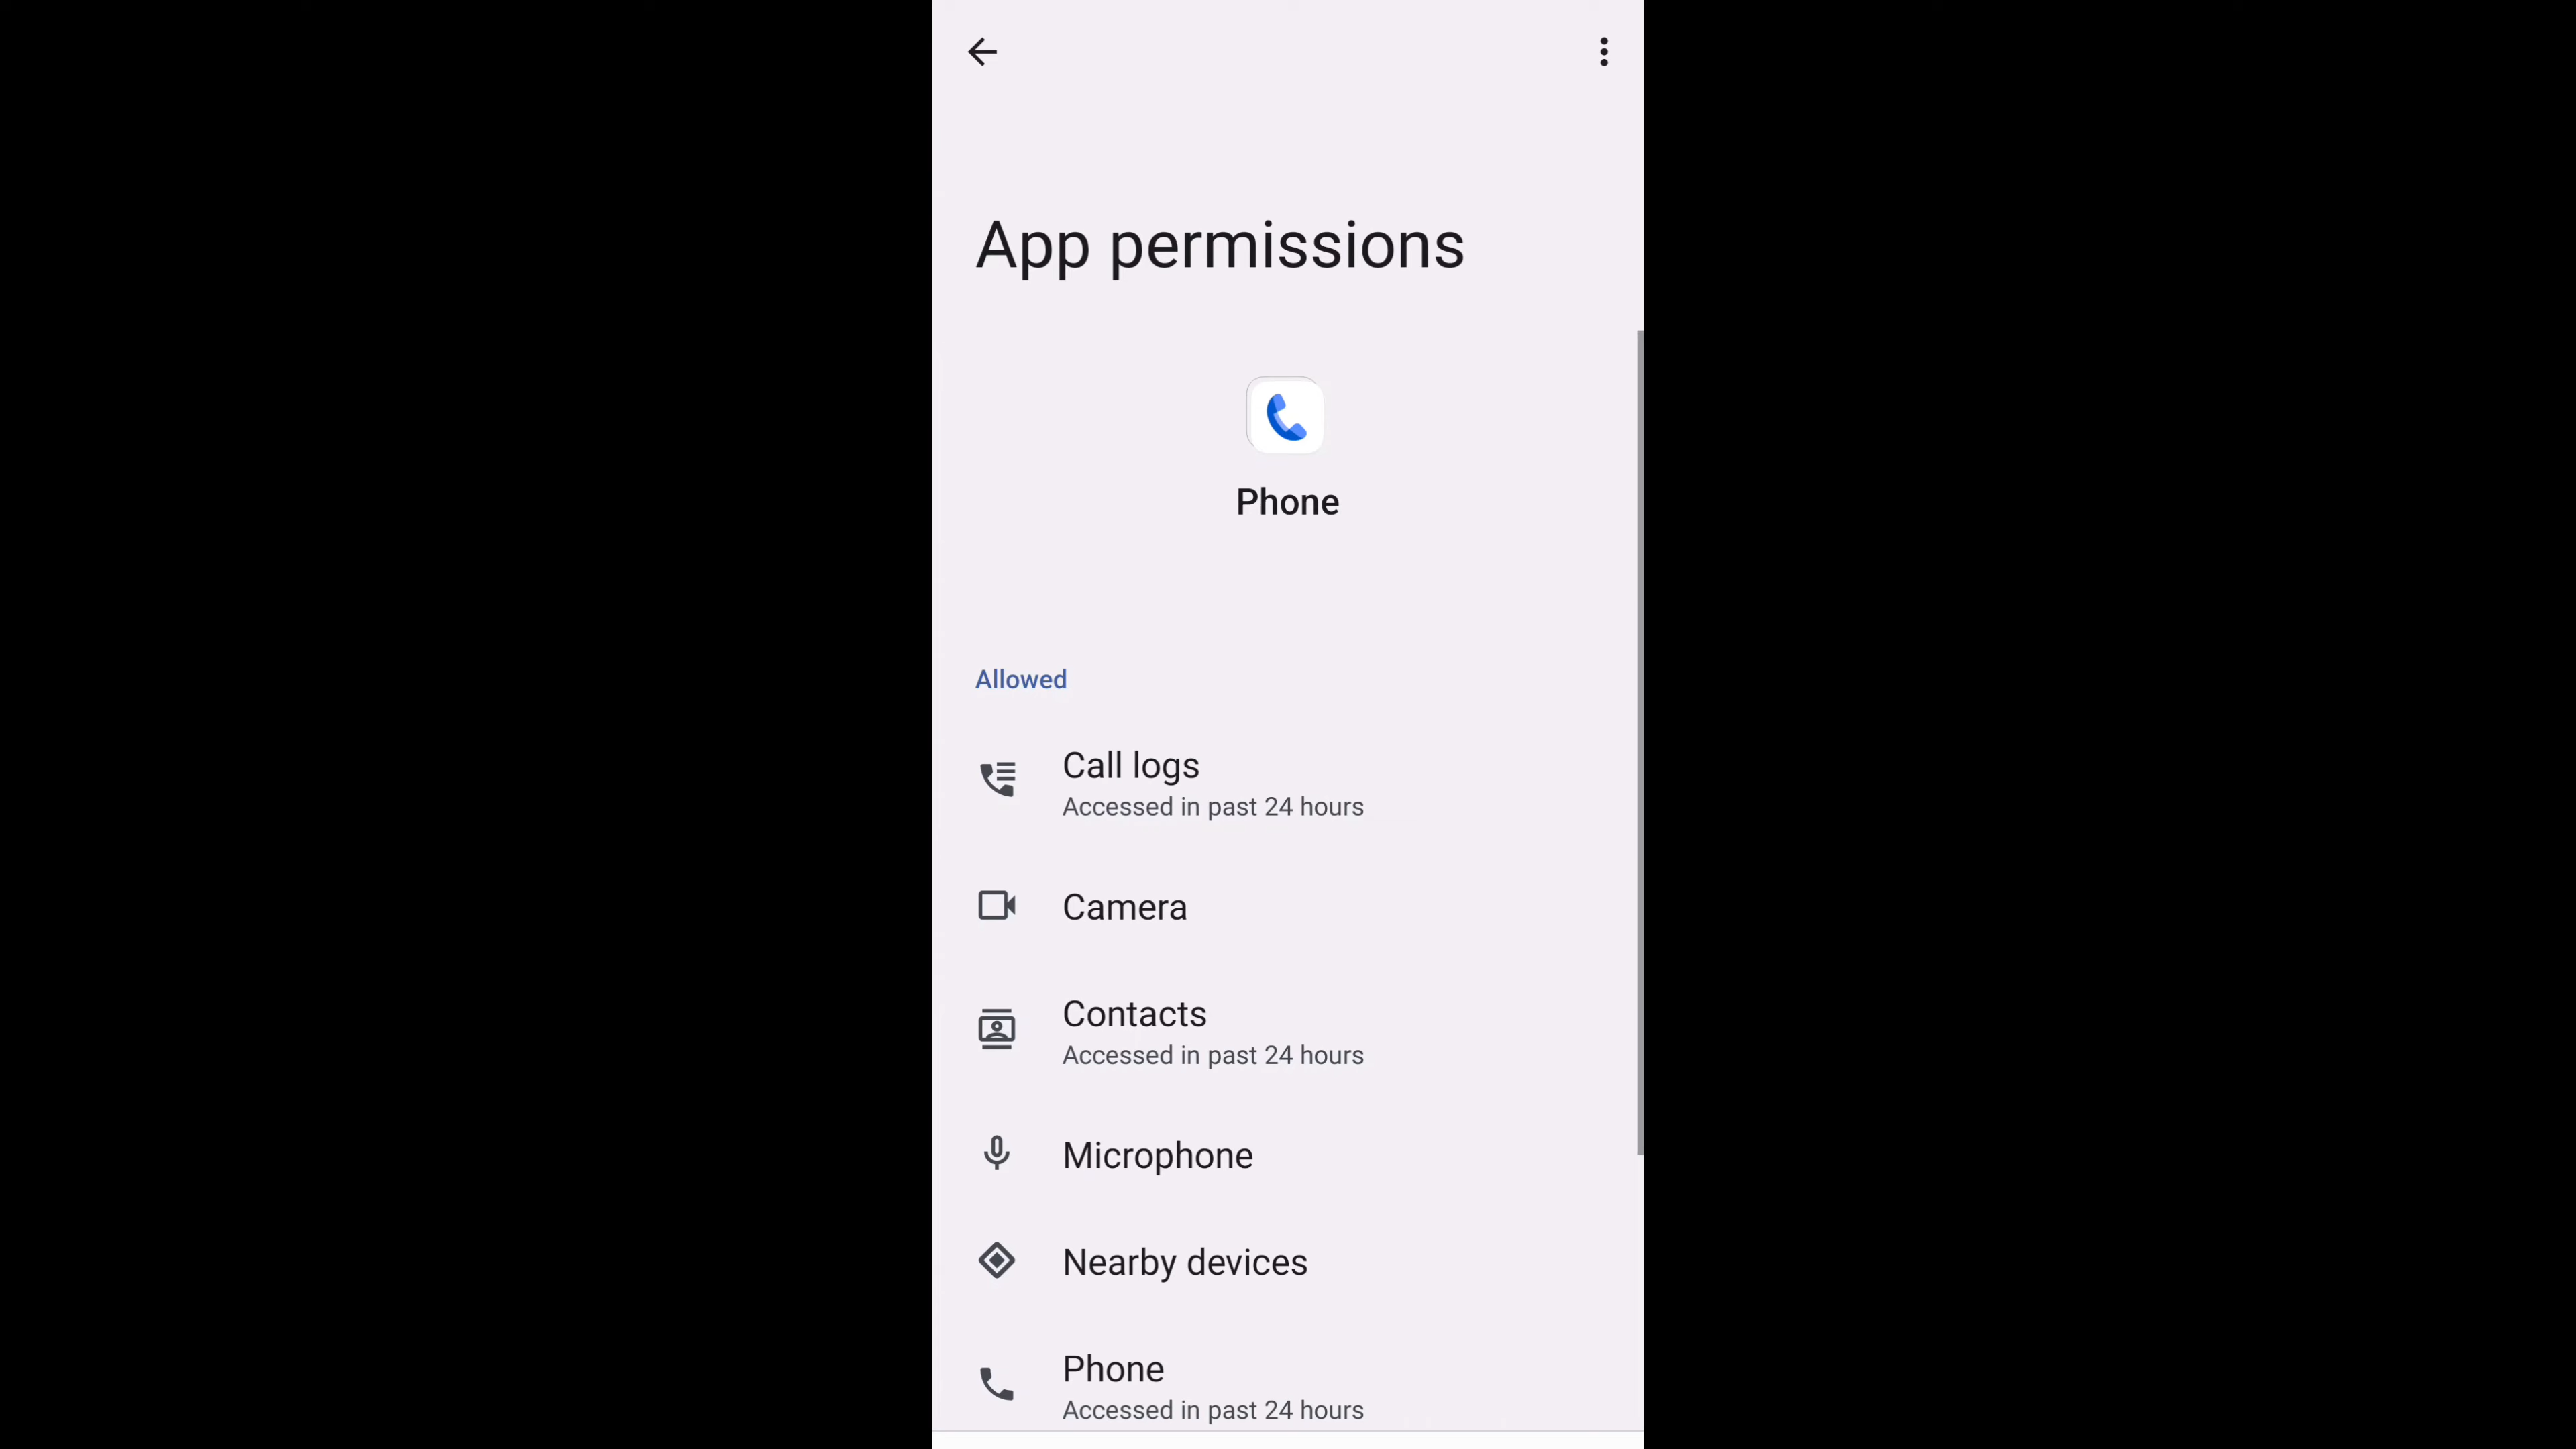 App permissions
Phone
Allowed
Call logs
Accessed in past 24 hours
Camera
Contacts
Accessed in past 24 hours
Microphone
Nearby devices
Phone
Accessed in past 24 hours